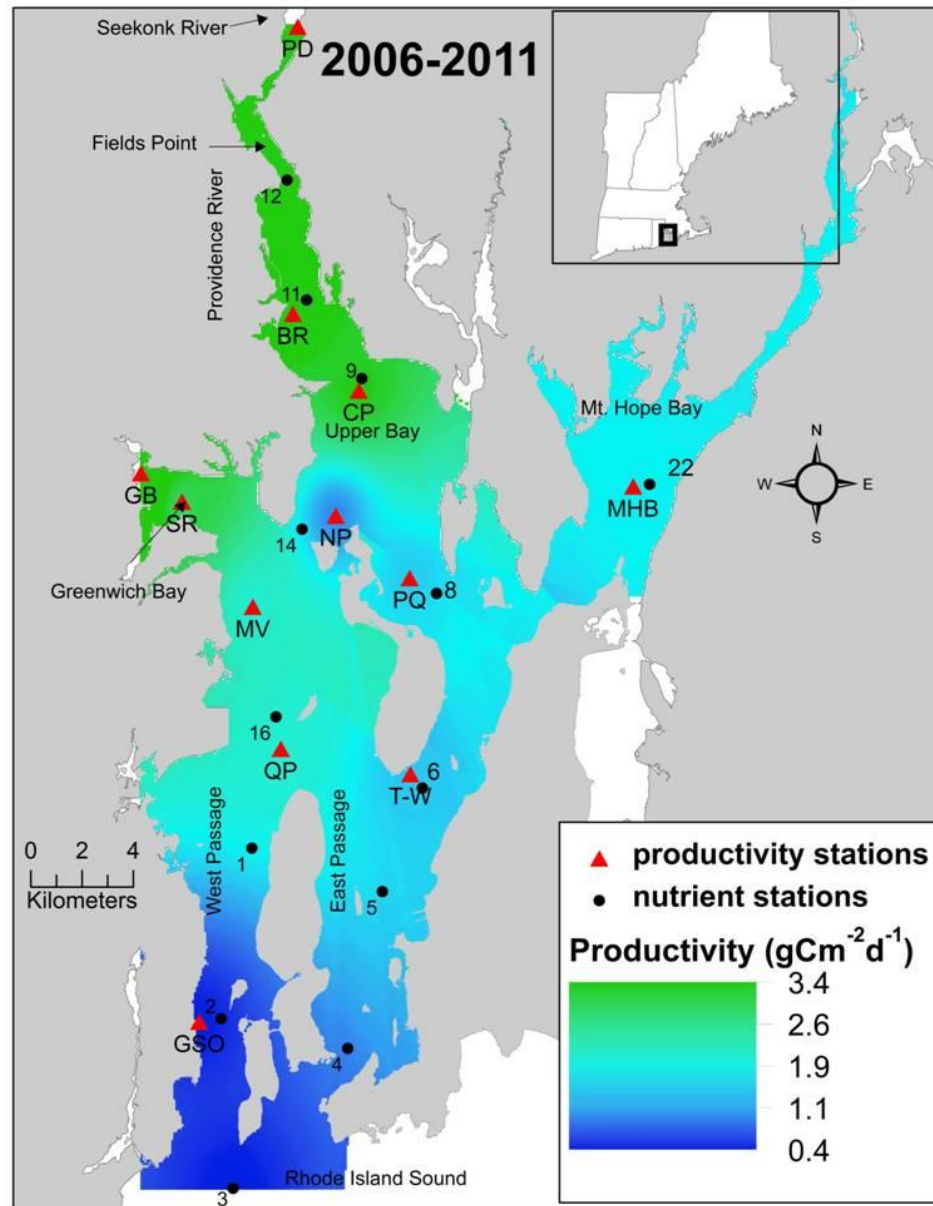 Seekonk River
PD
2006-2011
Fields Point
12
Providence River
11
BR
9
CP
Upper Bay
Mt. Hope Bay
22
MHB
N
W E
S
GB
SR
NP
14
Greenwich Bay
PQ
8
MV
16
QP
6
T-W
0 2 4
Kilometers
1
West Passage
East Passage
5
2
GSO
4
Rhode Island Sound
3
productivity stations
nutrient stations
Productivity (gCm⁻²d⁻¹)
3.4
2.6
1.9
1.1
0.4